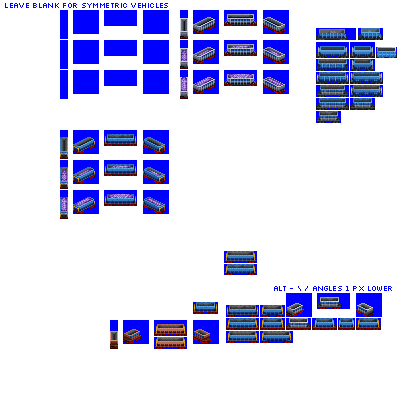 LEAVE BLANK FOR SYMMETRIC VEHICLES
ALT - \ / ANGLES 1 PX LOWER